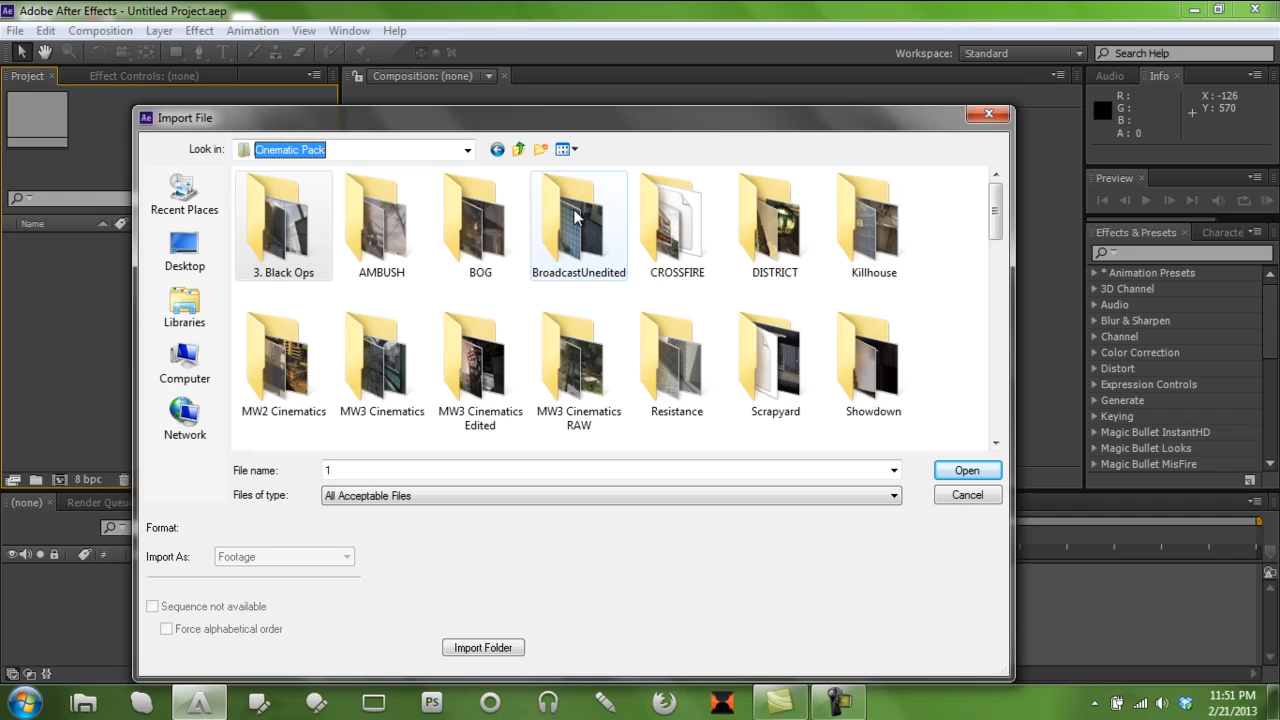 Adobe After Effects - Untitled Project.aep
File Edit Composition Layer Effect Animation View Window Help
Workspace: Standard Search Help
Project Effect Controls: (none) Composition: (none) Audio Info
R: X: -126
G: Y: 570
B:
A: 0
Import File
Look in: Cinematic Pack
Recent Places
Desktop
Libraries
Computer
Network
3. Black Ops AMBUSH BOG BroadcastUnedited CROSSFIRE DISTRICT Killhouse
MW2 Cinematics MW3 Cinematics MW3 Cinematics Edited MW3 Cinematics RAW Resistance Scrapyard Showdown
File name: 1 Open
Files of type: All Acceptable Files Cancel
Format:
Import As: Footage
Sequence not available
Force alphabetical order
Import Folder
Name
8 bpc
(none) Render Queu
#
Preview
Effects & Presets Characte
* Animation Presets
3D Channel
Audio
Blur & Sharpen
Channel
Color Correction
Distort
Expression Controls
Generate
Keying
Magic Bullet InstantHD
Magic Bullet Looks
Magic Bullet MisFire
Ps
11:51 PM
2/21/2013